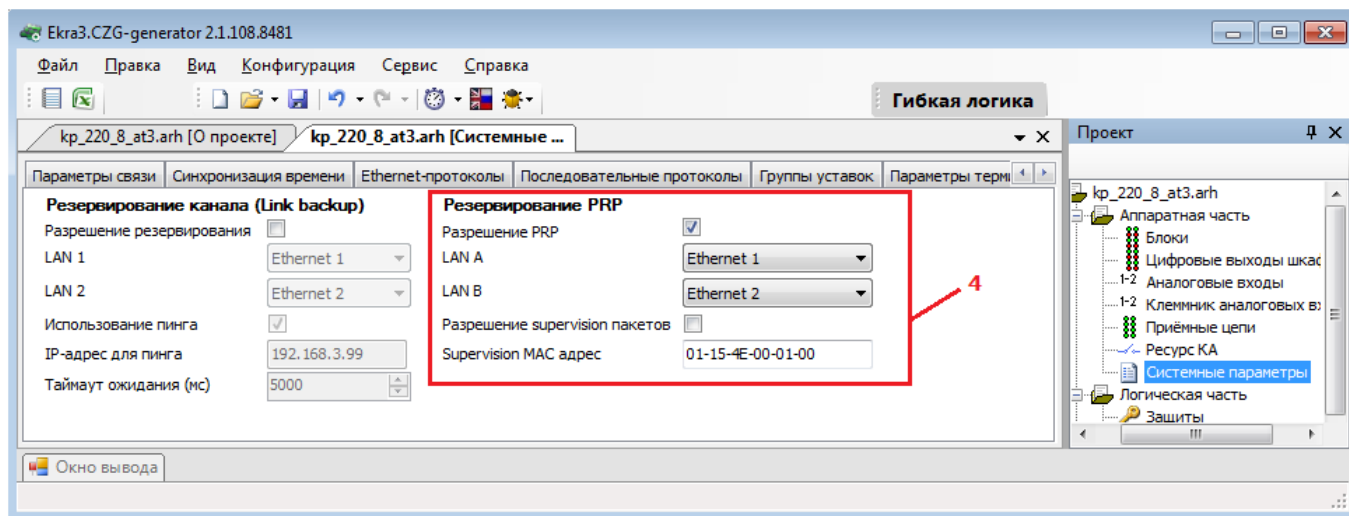 Ekra3.CZG-generator 2.1.108.8481
Файл Правка Вид Конфигурация Сервис Справка
Гибкая логика
kp_220_8_at3.arh [О проекте] kp_220_8_at3.arh [Системные ...
Проект
Параметры связи Синхронизация времени Ethernet-протоколы Последовательные протоколы Группы уставок Параметры терми
Резервирование канала (Link backup)
Разрешение резервирования
LAN 1 Ethernet 1
LAN 2 Ethernet 2
Использование пинга
IP-адрес для пинга 192.168.3.99
Таймаут ожидания (мс) 5000
Резервирование PRP
Разрешение PRP
LAN A Ethernet 1
LAN B Ethernet 2
Разрешение supervision пакетов
Supervision MAC адрес 01-15-4E-00-01-00
4
kp_220_8_at3.arh
Аппаратная часть
Блоки
Цифровые выходы шкас
1-2 Аналоговые входы
1-2 Клеммник аналоговых вх
Приёмные цепи
Ресурс КА
Системные параметры
Логическая часть
Защиты
Окно вывода